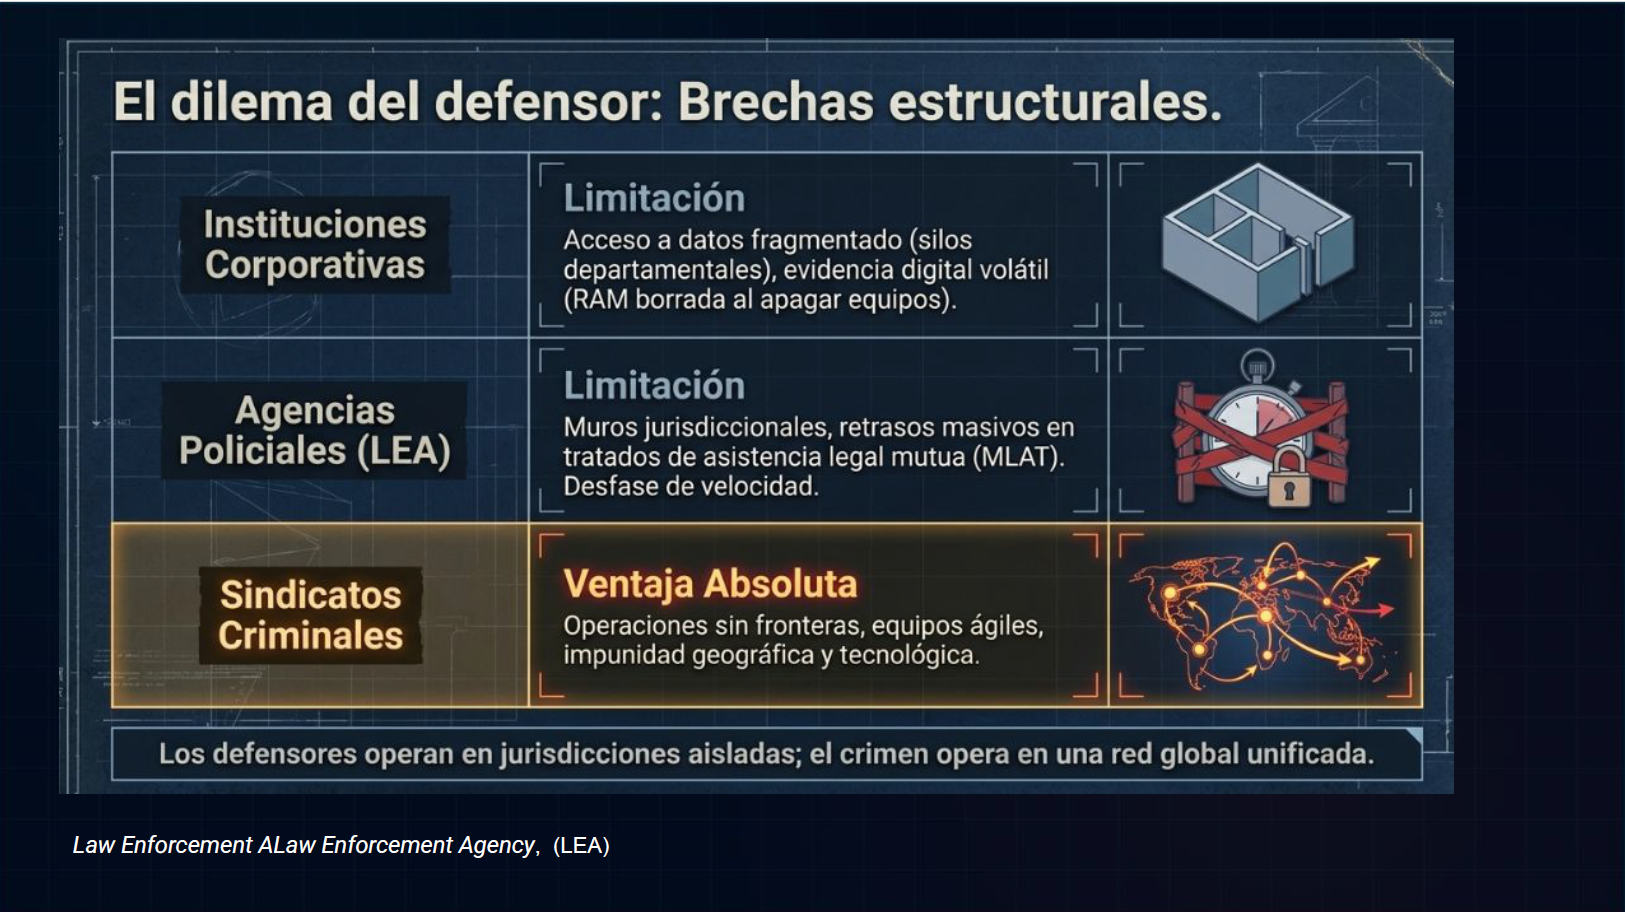 El dilema del defensor: Brechas estructurales.
Instituciones
Corporativas
Limitación
Acceso a datos fragmentado (silos
departamentales), evidencia digital volátil
(RAM borrada al apagar equipos).
Agencias
Policiales (LEA)
Limitación
Muros jurisdiccionales, retrasos masivos en
tratados de asistencia legal mutua (MLAT).
Desfase de velocidad.
Sindicatos
Criminales
Ventaja Absoluta
Operaciones sin fronteras, equipos ágiles,
impunidad geográfica y tecnológica.
Los defensores operan en jurisdicciones aisladas; el crimen opera en una red global unificada.
Law Enforcement ALaw Enforcement Agency, (LEA)